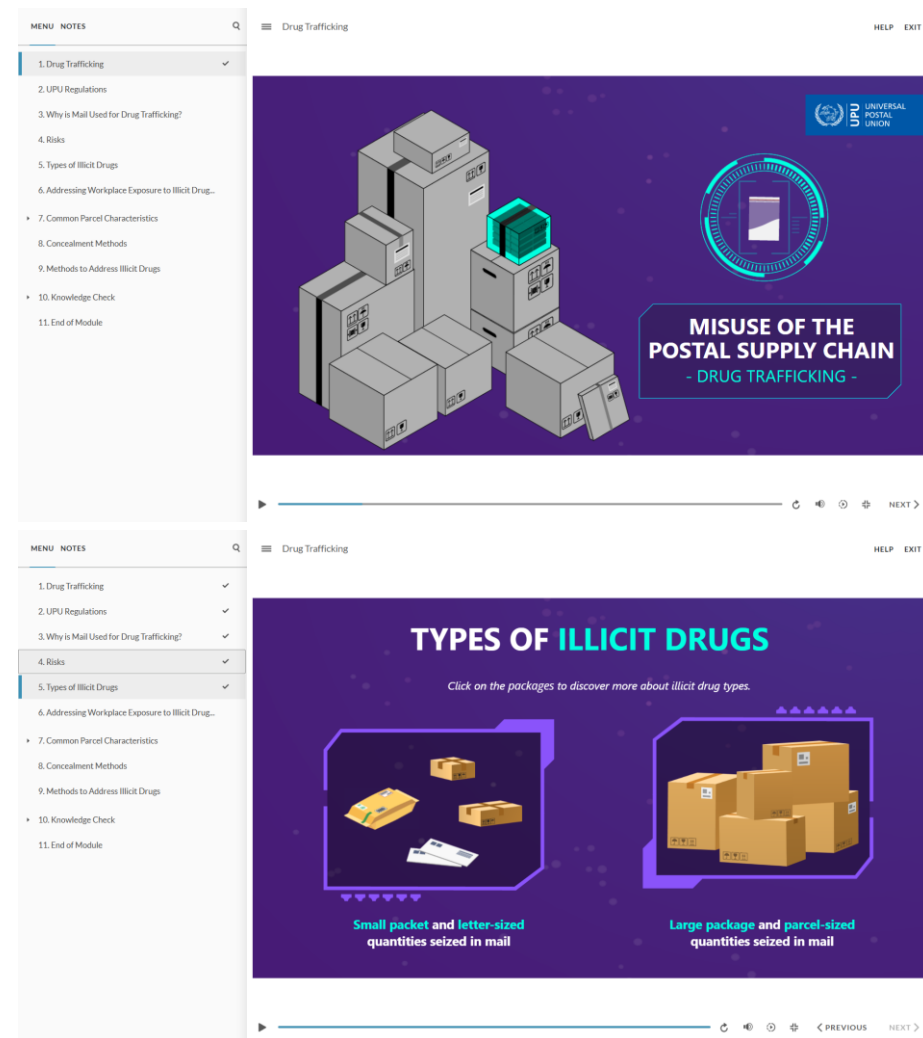 MENU NOTES
Drug Trafficking
HELP EXIT
1. Drug Trafficking
2. UPU Regulations
3. Why is Mail Used for Drug Trafficking?
4. Risks
5. Types of Illicit Drugs
6. Addressing Workplace Exposure to Illicit Drug...
7. Common Parcel Characteristics
8. Concealment Methods
9. Methods to Address Illicit Drugs
10. Knowledge Check
11. End of Module
UPU
UNIVERSAL
POSTAL
UNION
MISUSE OF THE
POSTAL SUPPLY CHAIN
- DRUG TRAFFICKING -
NEXT
MENU NOTES
Drug Trafficking
HELP EXIT
1. Drug Trafficking
2. UPU Regulations
3. Why is Mail Used for Drug Trafficking?
4. Risks
5. Types of Illicit Drugs
6. Addressing Workplace Exposure to Illicit Drug...
7. Common Parcel Characteristics
8. Concealment Methods
9. Methods to Address Illicit Drugs
10. Knowledge Check
11. End of Module
TYPES OF ILLICIT DRUGS
Click on the packages to discover more about illicit drug types.
Small packet and letter-sized
quantities seized in mail
Large package and parcel-sized
quantities seized in mail
PREVIOUS NEXT